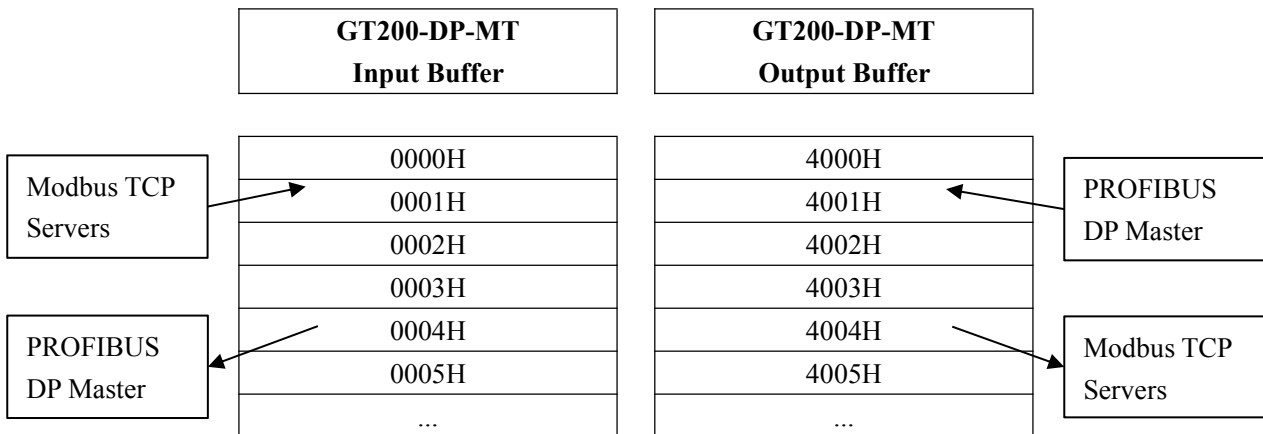 GT200-DP-MT
Input Buffer
GT200-DP-MT
Output Buffer
Modbus TCP
Servers
PROFIBUS
DP Master
0000H
0001H
0002H
0003H
0004H
0005H
...
4000H
4001H
4002H
4003H
4004H
4005H
...
PROFIBUS
DP Master
Modbus TCP
Servers